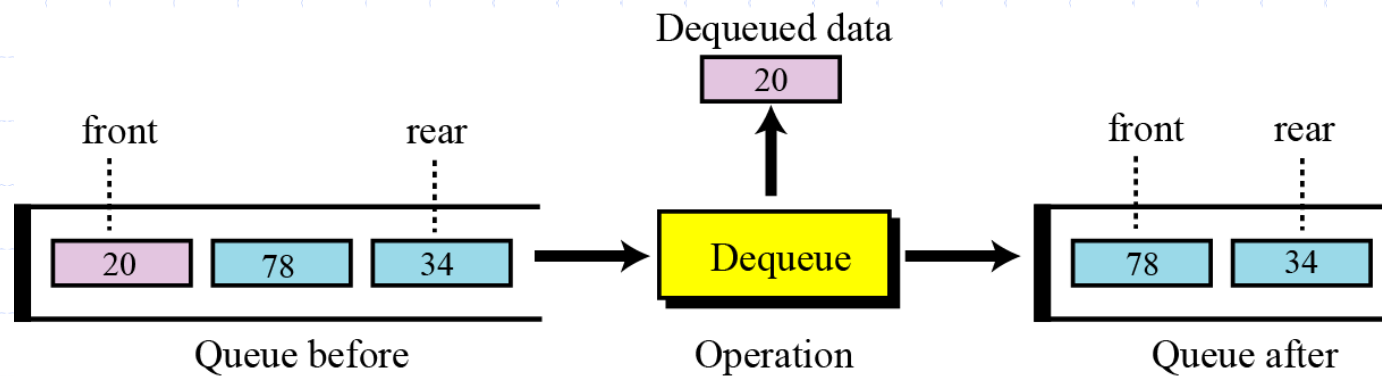 Dequeued data
20
front rear
front rear
20 78 34
Dequeue
78 34
Queue before
Operation
Queue after